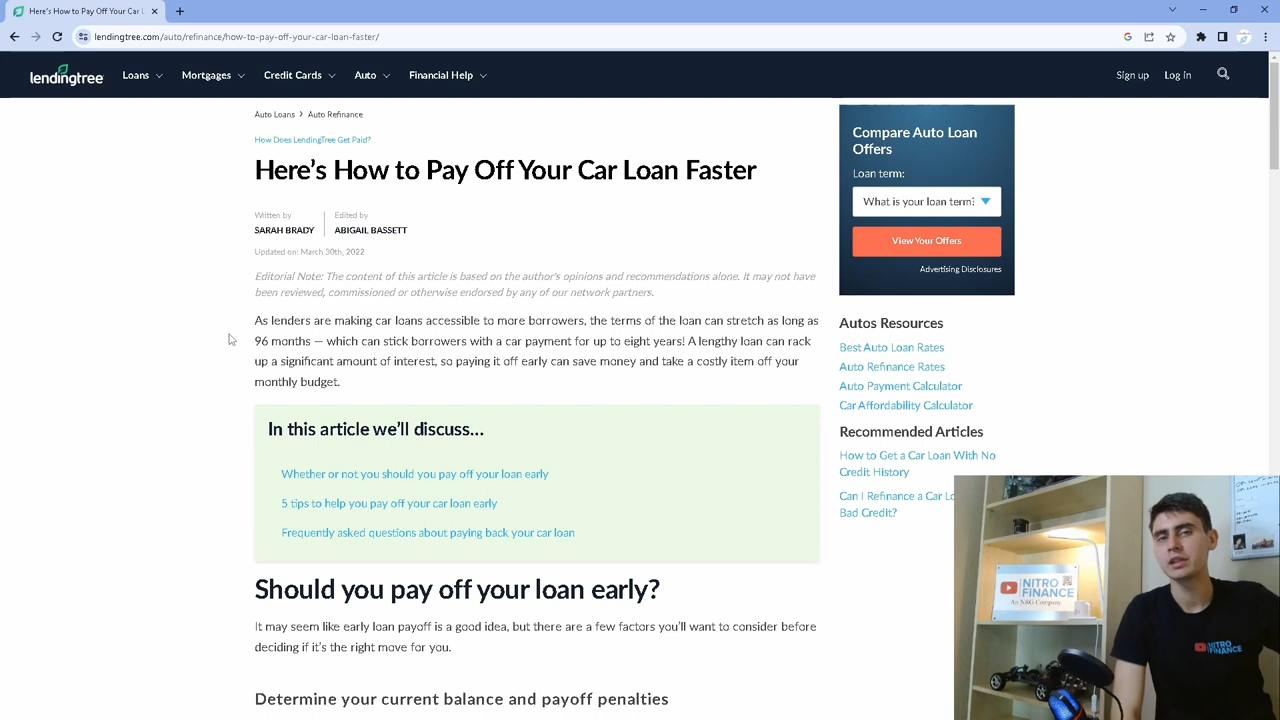 Here's How to Pay Off Your Car L
lendingtree.com/auto/refinance/how-to-pay-off-your-car-loan-faster/
lendingtree
Loans
Mortgages
Credit Cards
Auto
Financial Help
Sign up
Log in
Auto Loans > Auto Refinance
How Does LendingTree Get Paid?
Here's How to Pay Off Your Car Loan Faster
Written by
SARAH BRADY
Edited by
ABIGAIL BASSETT
Updated on: March 30th, 2022
Editorial Note: The content of this article is based on the author's opinions and recommendations alone. It may not have
been reviewed, commissioned or otherwise endorsed by any of our network partners.
As lenders are making car loans accessible to more borrowers, the terms of the loan can stretch as long as
96 months — which can stick borrowers with a car payment for up to eight years! A lengthy loan can rack
up a significant amount of interest, so paying it off early can save money and take a costly item off your
monthly budget.
In this article we'll discuss...
Whether or not you should you pay off your loan early
5 tips to help you pay off your car loan early
Frequently asked questions about paying back your car loan
Should you pay off your loan early?
It may seem like early loan payoff is a good idea, but there are a few factors you'll want to consider before
deciding if it's the right move for you.
Determine your current balance and payoff penalties
Compare Auto Loan
Offers
Loan term:
What is your loan term?
View Your Offers
Advertising Disclosures
Autos Resources
Best Auto Loan Rates
Auto Refinance Rates
Auto Payment Calculator
Car Affordability Calculator
Recommended Articles
How to Get a Car Loan With No
Credit History
Can I Refinance a Car Lo
Bad Credit?
NITRO
FINANCE
An N8G Company
NITRO
FINANCE